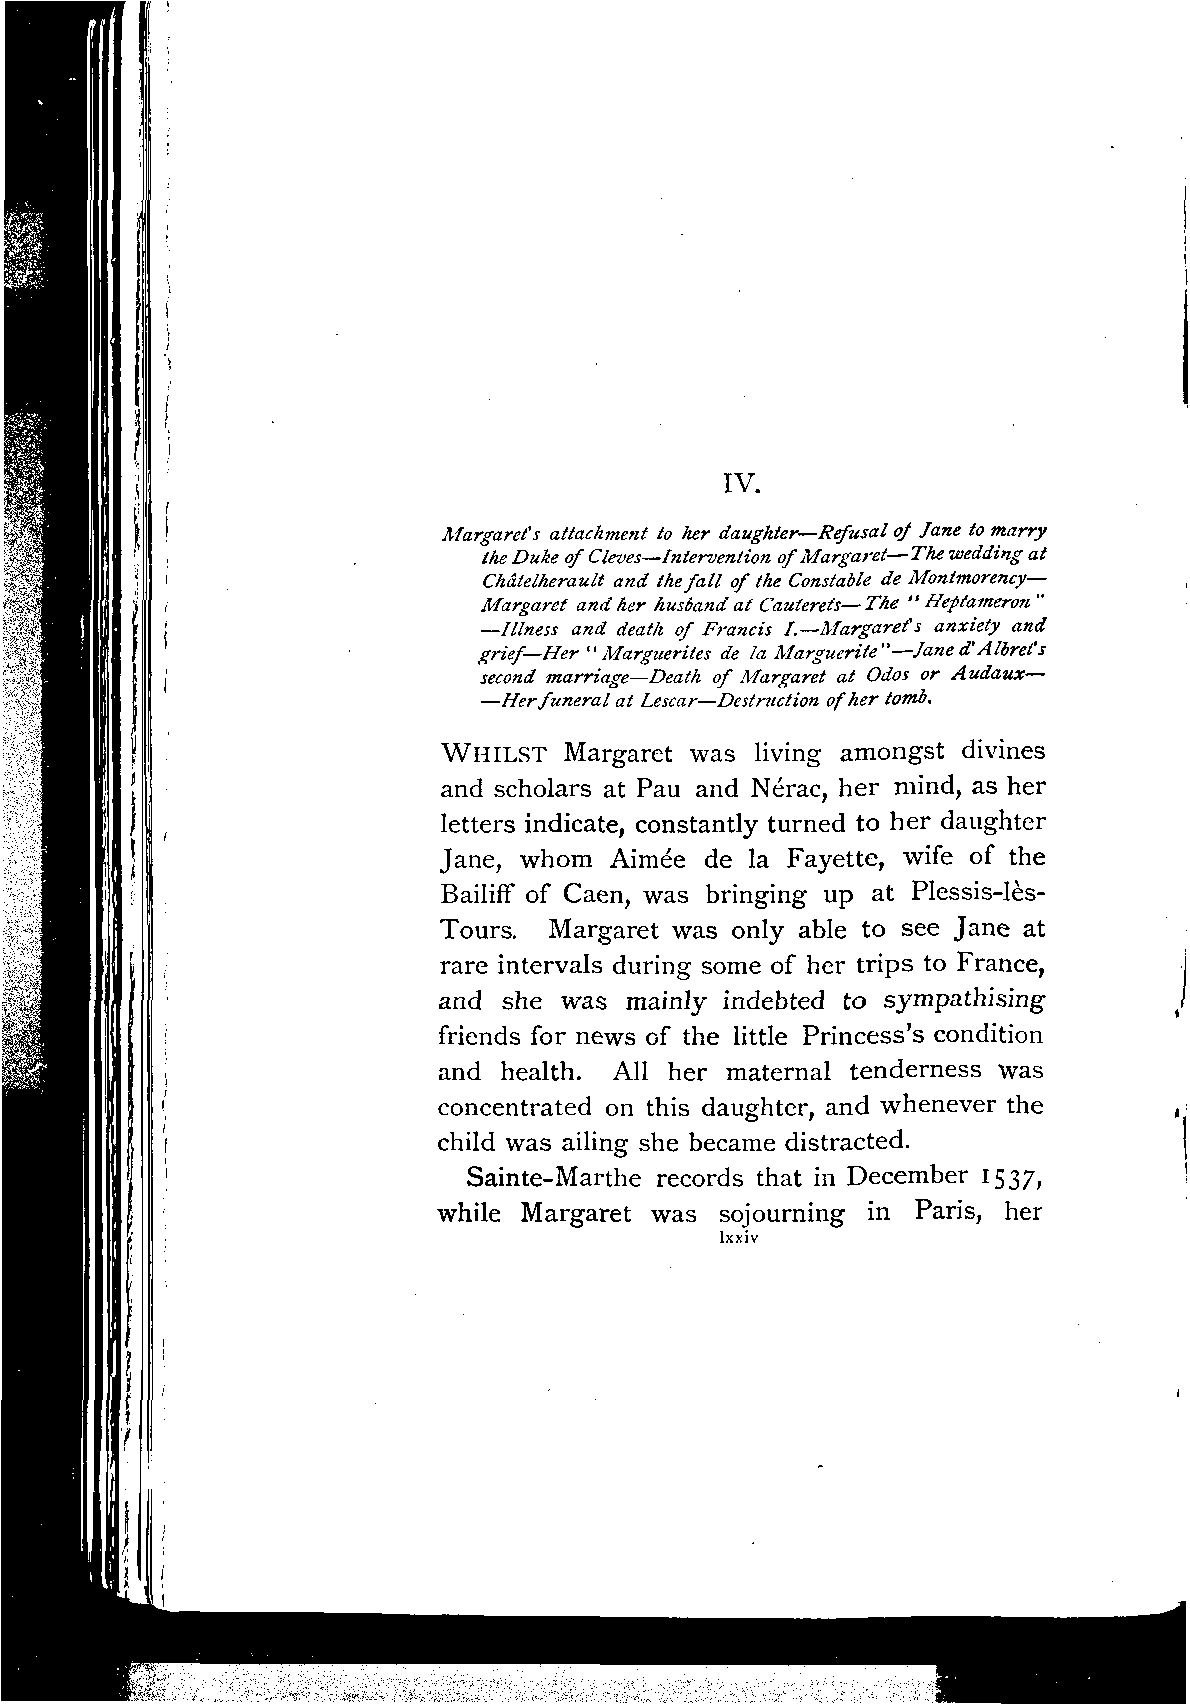 IV.
Margaret's attachment to her daughter—Refusal of Jane to marry
the Duke of Cleves—Intervention of Margaret—The wedding at
Châtelherault and the fall of the Constable de Montmorency—
Margaret and her husband at Cauterets—The "Heptameron"
—Illness and death of Francis I.—Margaret's anxiety and
grief—Her "Marguerites de la Marguerite"—Jane d'Albret's
second marriage—Death of Margaret at Odos or Audaux—
—Her funeral at Lescar—Destruction of her tomb.
WHILST Margaret was living amongst divines
and scholars at Pau and Nérac, her mind, as her
letters indicate, constantly turned to her daughter
Jane, whom Aimée de la Fayette, wife of the
Bailiff of Caen, was bringing up at Plessis-lès-
Tours. Margaret was only able to see Jane at
rare intervals during some of her trips to France,
and she was mainly indebted to sympathising
friends for news of the little Princess's condition
and health. All her maternal tenderness was
concentrated on this daughter, and whenever the
child was ailing she became distracted.
Sainte-Marthe records that in December 1537,
while Margaret was sojourning in Paris, her
lxxiv